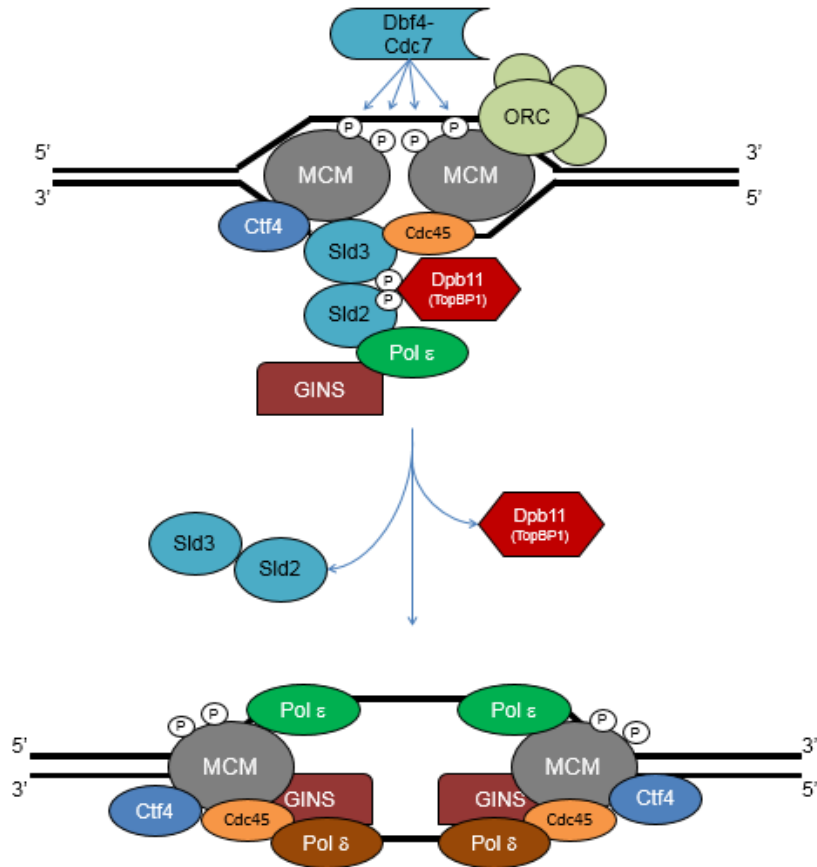 Dbf4-
Cdc7
ORC
P
P
P
P
5’
3’
MCM
MCM
3’
5’
Ctf4
Sld3
Cdc45
P
P
Dpb11
(TopBP1)
Sld2
Pol ε
GINS
Sld3
Sld2
Dpb11
(TopBP1)
Pol ε
Pol ε
P
P
P
P
5’
3’
MCM
MCM
3’
5’
Ctf4
GINS
GINS
Ctf4
Cdc45
Cdc45
Pol δ
Pol δ